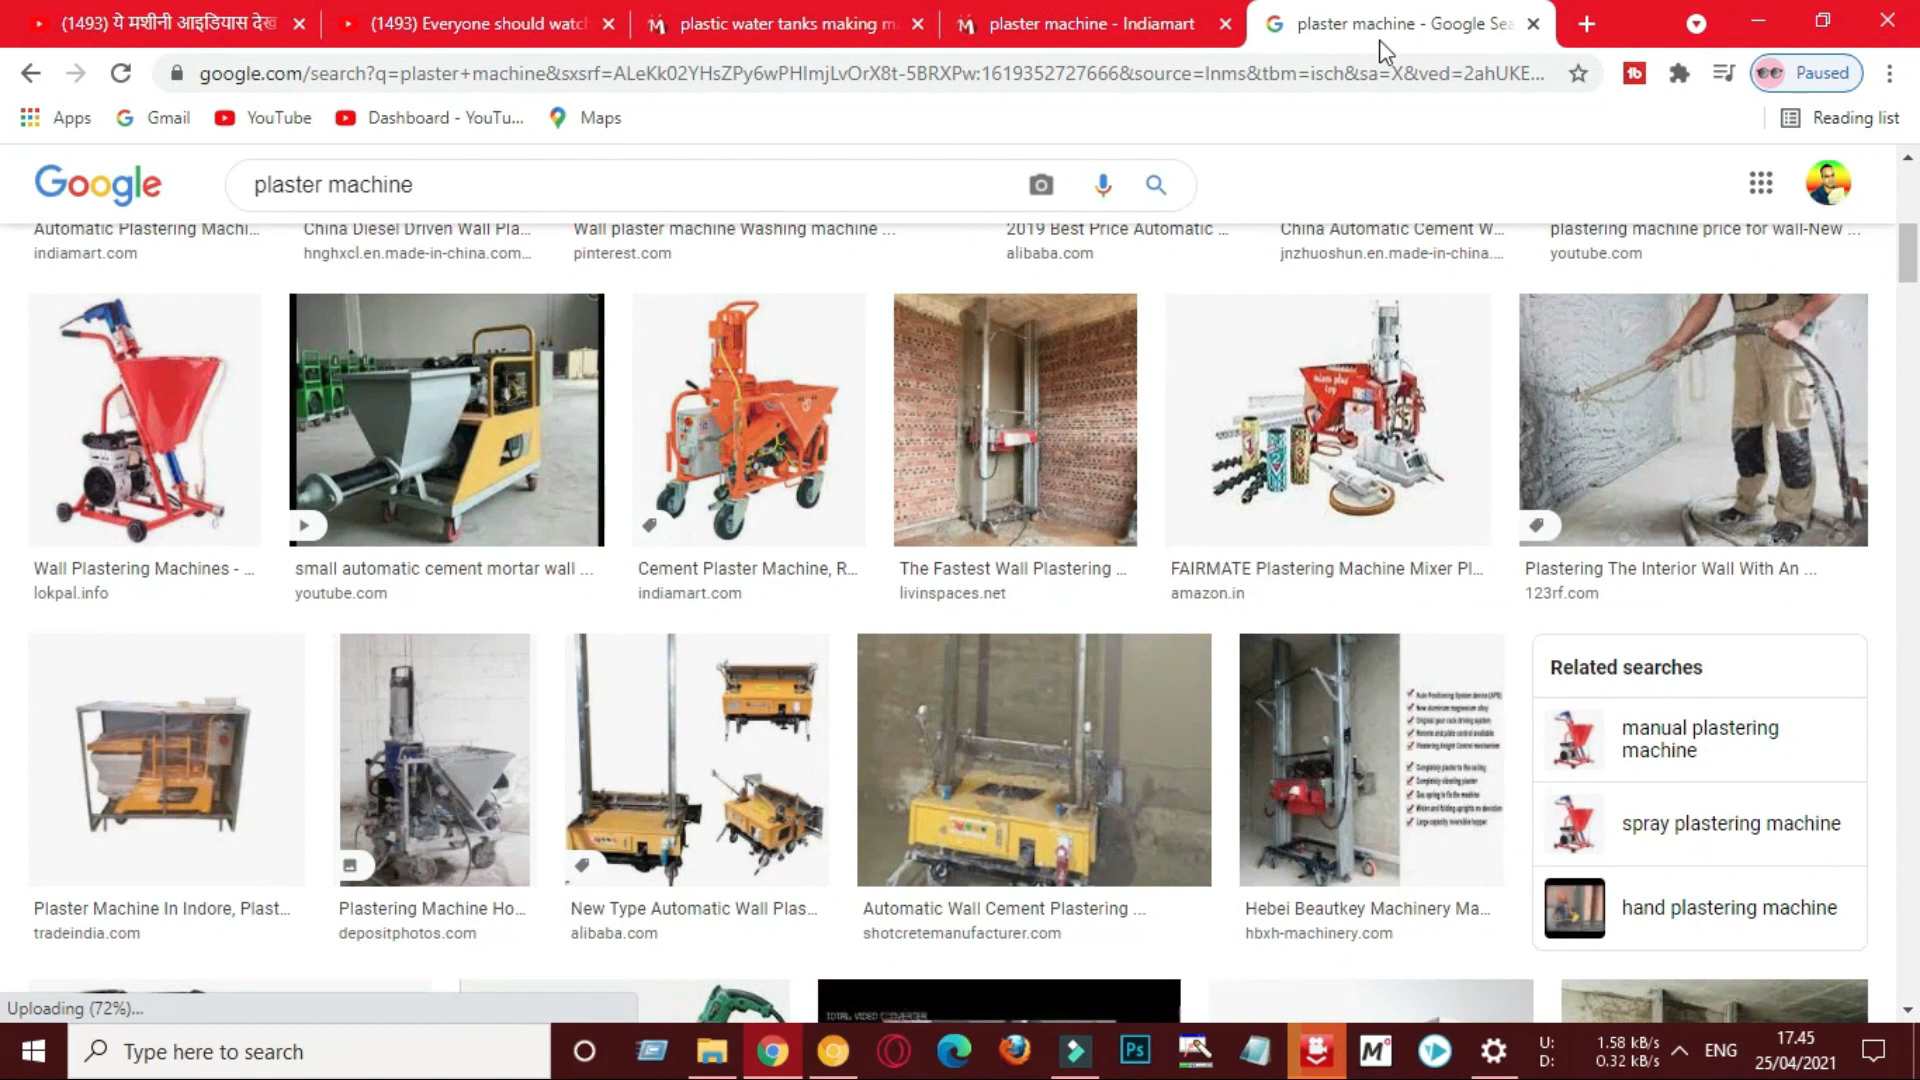 (1493) ये मशीनी आइडियास देख
(1493) Everyone should watc
plastic water tanks making m
plaster machine - Indiamart
plaster machine - Google Sea
google.com/search?q=plaster+machine&sxsrf=ALeKk02YHsZPy6wPHImjLvOrX8t-5BRXPw:1619352727666&source=lnms&tbm=isch&sa=X&ved=2ahUKE...
Paused
Apps
Gmail
YouTube
Dashboard - YouTu...
Maps
Reading list
Google
plaster machine
Automatic Plastering Machi...
China Diesel Driven Wall Pla...
Wall plaster machine Washing machine ...
2019 Best Price Automatic ...
China Automatic Cement W...
plastering machine price for wall-New ...
indiamart.com
hnghxcl.en.made-in-china.com...
pinterest.com
alibaba.com
jnzhuoshun.en.made-in-china....
youtube.com
Wall Plastering Machines - ...
small automatic cement mortar wall ...
Cement Plaster Machine, R...
The Fastest Wall Plastering ...
FAIRMATE Plastering Machine Mixer Pl...
Plastering The Interior Wall With An ...
lokpal.info
youtube.com
indiamart.com
livinspaces.net
amazon.in
123rf.com
Related searches
manual plastering
machine
spray plastering machine
hand plastering machine
Plaster Machine In Indore, Plast...
Plastering Machine Ho...
New Type Automatic Wall Plas...
Automatic Wall Cement Plastering ...
Hebei Beautkey Machinery Ma...
tradeindia.com
depositphotos.com
alibaba.com
shotcretemanufacturer.com
hbxh-machinery.com
TOTAL VIDEO CONVERTER
Uploading (72%)...
Type here to search
Ps
U:
D:
1.58 kB/s
0.32 kB/s
ENG
17.45
25/04/2021